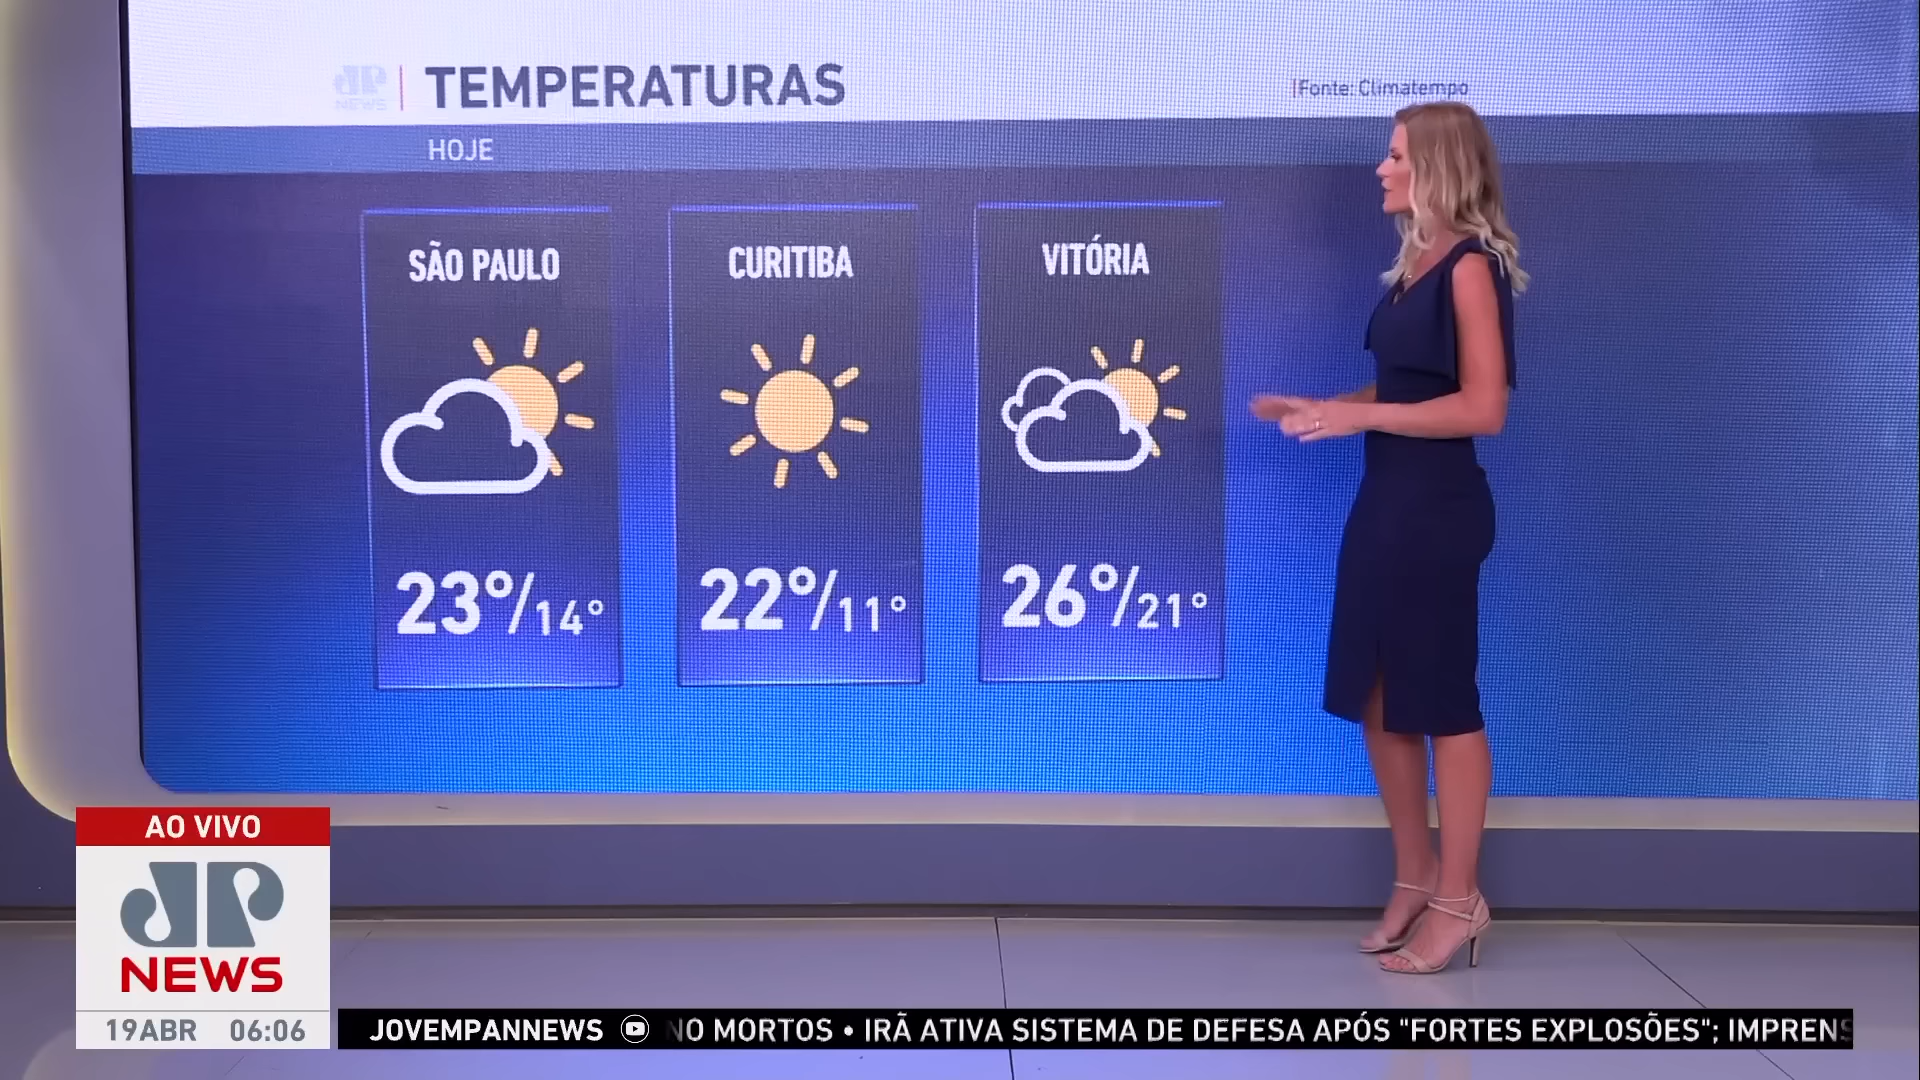 JP NEWS
TEMPERATURAS
|Fonte: Climatempo
HOJE
SÃO PAULO
23°/14°
CURITIBA
22°/11°
VITÓRIA
26°/21°
AO VIVO
JP
NEWS
19ABR 06:06
JOVEMPANNEWS
NO MORTOS • IRÃ ATIVA SISTEMA DE DEFESA APÓS "FORTES EXPLOSÕES"; IMPRENS